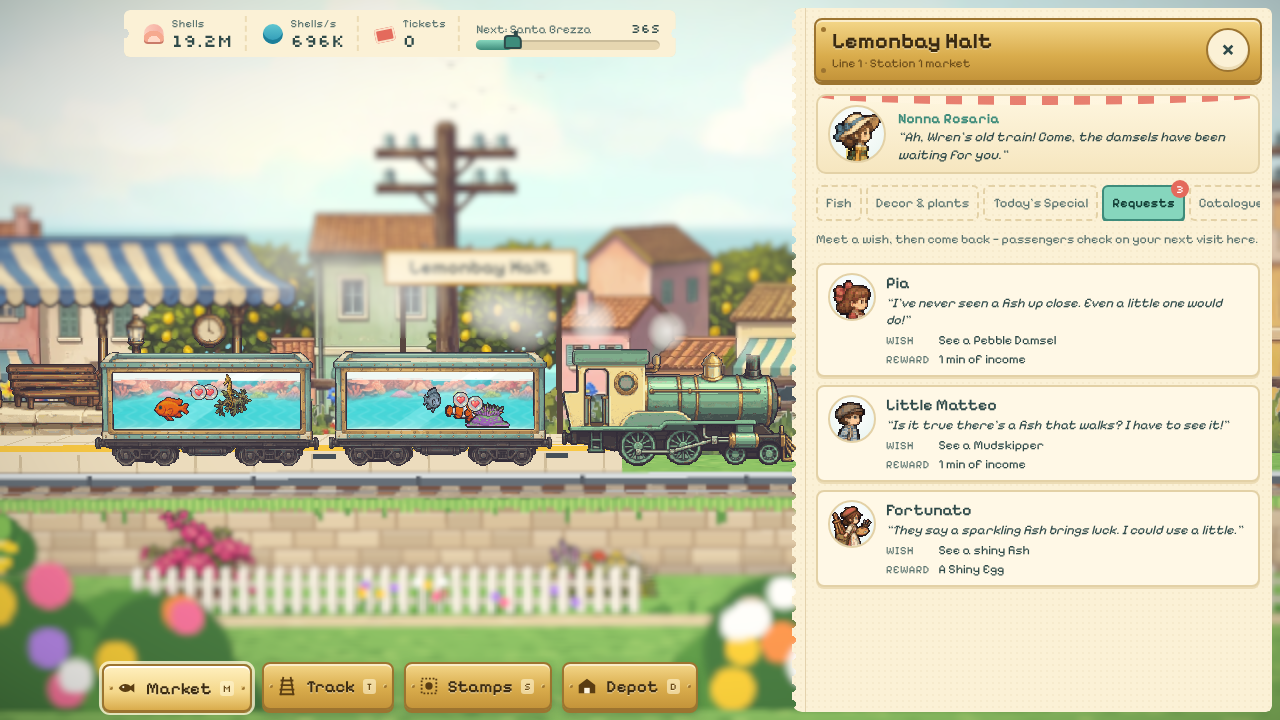 Shells
19.2M
Shells/s
696K
Tickets
0
Next: Santa Brezza
36s
Lemonbay Halt
Line 1 · Station 1 market
Nonna Rosaria
"Ah, Wren's old train! Come, the damsels have been
waiting for you."
Fish
Decor & plants
Today's Special
Requests
3
Catalogue
Meet a wish, then come back – passengers check on your next visit here.
Pia
"I've never seen a fish up close. Even a little one would
do!"
WISH See a Pebble Damsel
REWARD 1 min of income
Little Matteo
"Is it true there's a fish that walks? I have to see it!"
WISH See a Mudskipper
REWARD 1 min of income
Fortunato
"They say a sparkling fish brings luck. I could use a little."
WISH See a shiny fish
REWARD A Shiny Egg
Lemonbay Halt
Market M
Track T
Stamps S
Depot D